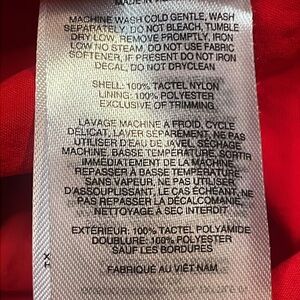 MADE IN
MACHINE WASH COLD GENTLE, WASH
SEPARATELY, DO NOT BLEACH, TUMBLE
DRY LOW, REMOVE PROMPTLY, IRON
LOW NO STEAM, DO NOT USE FABRIC
SOFTENER, IF PRESENT DO NOT IRON
DECAL, DO NOT DRYCLEAN
SHELL: 100% TACTEL NYLON
LINING: 100% POLYESTER
EXCLUSIVE OF TRIMMING
LAVAGE MACHINE A FROID, CYCLE
DÉLICAT, LAVER SÉPARÉMENT, NE PAS
UTILISER D'EAU DE JAVEL, SÉCHAGE
MACHINE, BASSE TEMPÉRATURE, SORTIR
IMMÉDIATEMENT DE LA MACHINE,
REPASSER À BASSE TEMPÉRATURE
SANS VAPEUR, NE PAS UTILISER
D'ASSOUPLISSANT, LE CAS ÉCHÉANT, NE
PAS REPASSER LA DÉCALCOMANIE,
NETTOYAGE À SEC INTERDIT
EXTÉRIEUR: 100% TACTEL POLYAMIDE
DOUBLURE: 100% POLYESTER
SAUF LES BORDURES
FABRIQUÉ AU VIÊT NAM